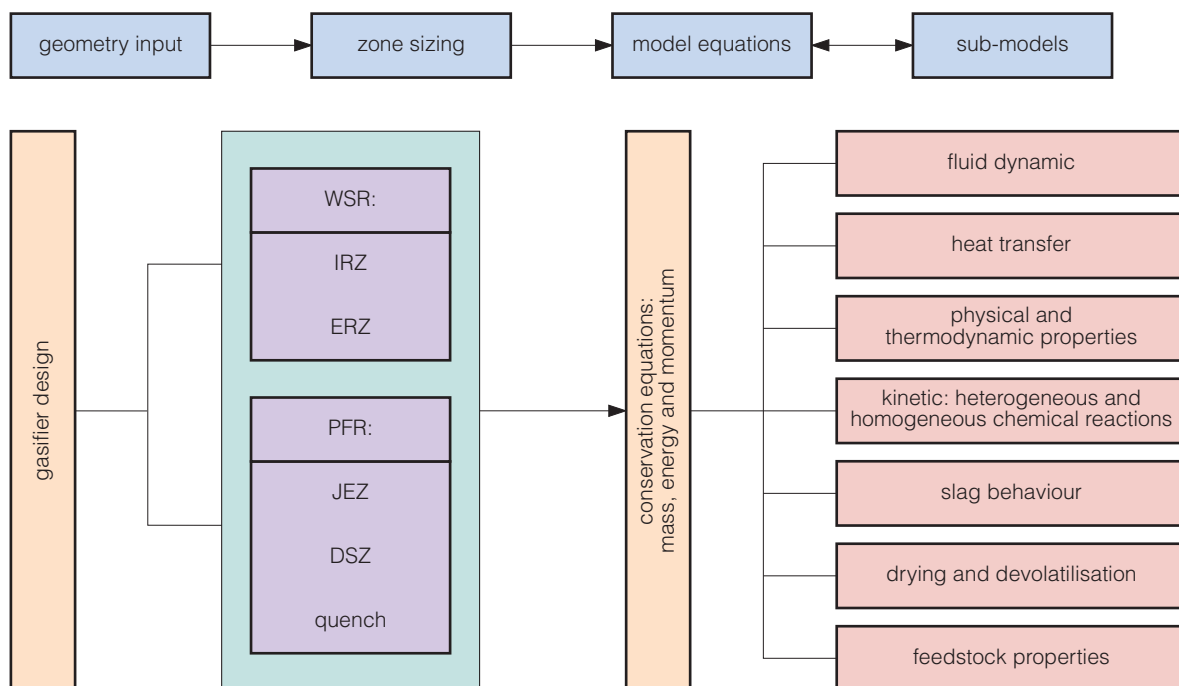 geometry input
zone sizing
model equations
sub-models
gasifier design
WSR:
IRZ
ERZ
PFR:
JEZ
DSZ
quench
conservation equations:
mass, energy and momentum
fluid dynamic
heat transfer
physical and
thermodynamic properties
kinetic: heterogeneous and
homogeneous chemical reactions
slag behaviour
drying and devolatilisation
feedstock properties